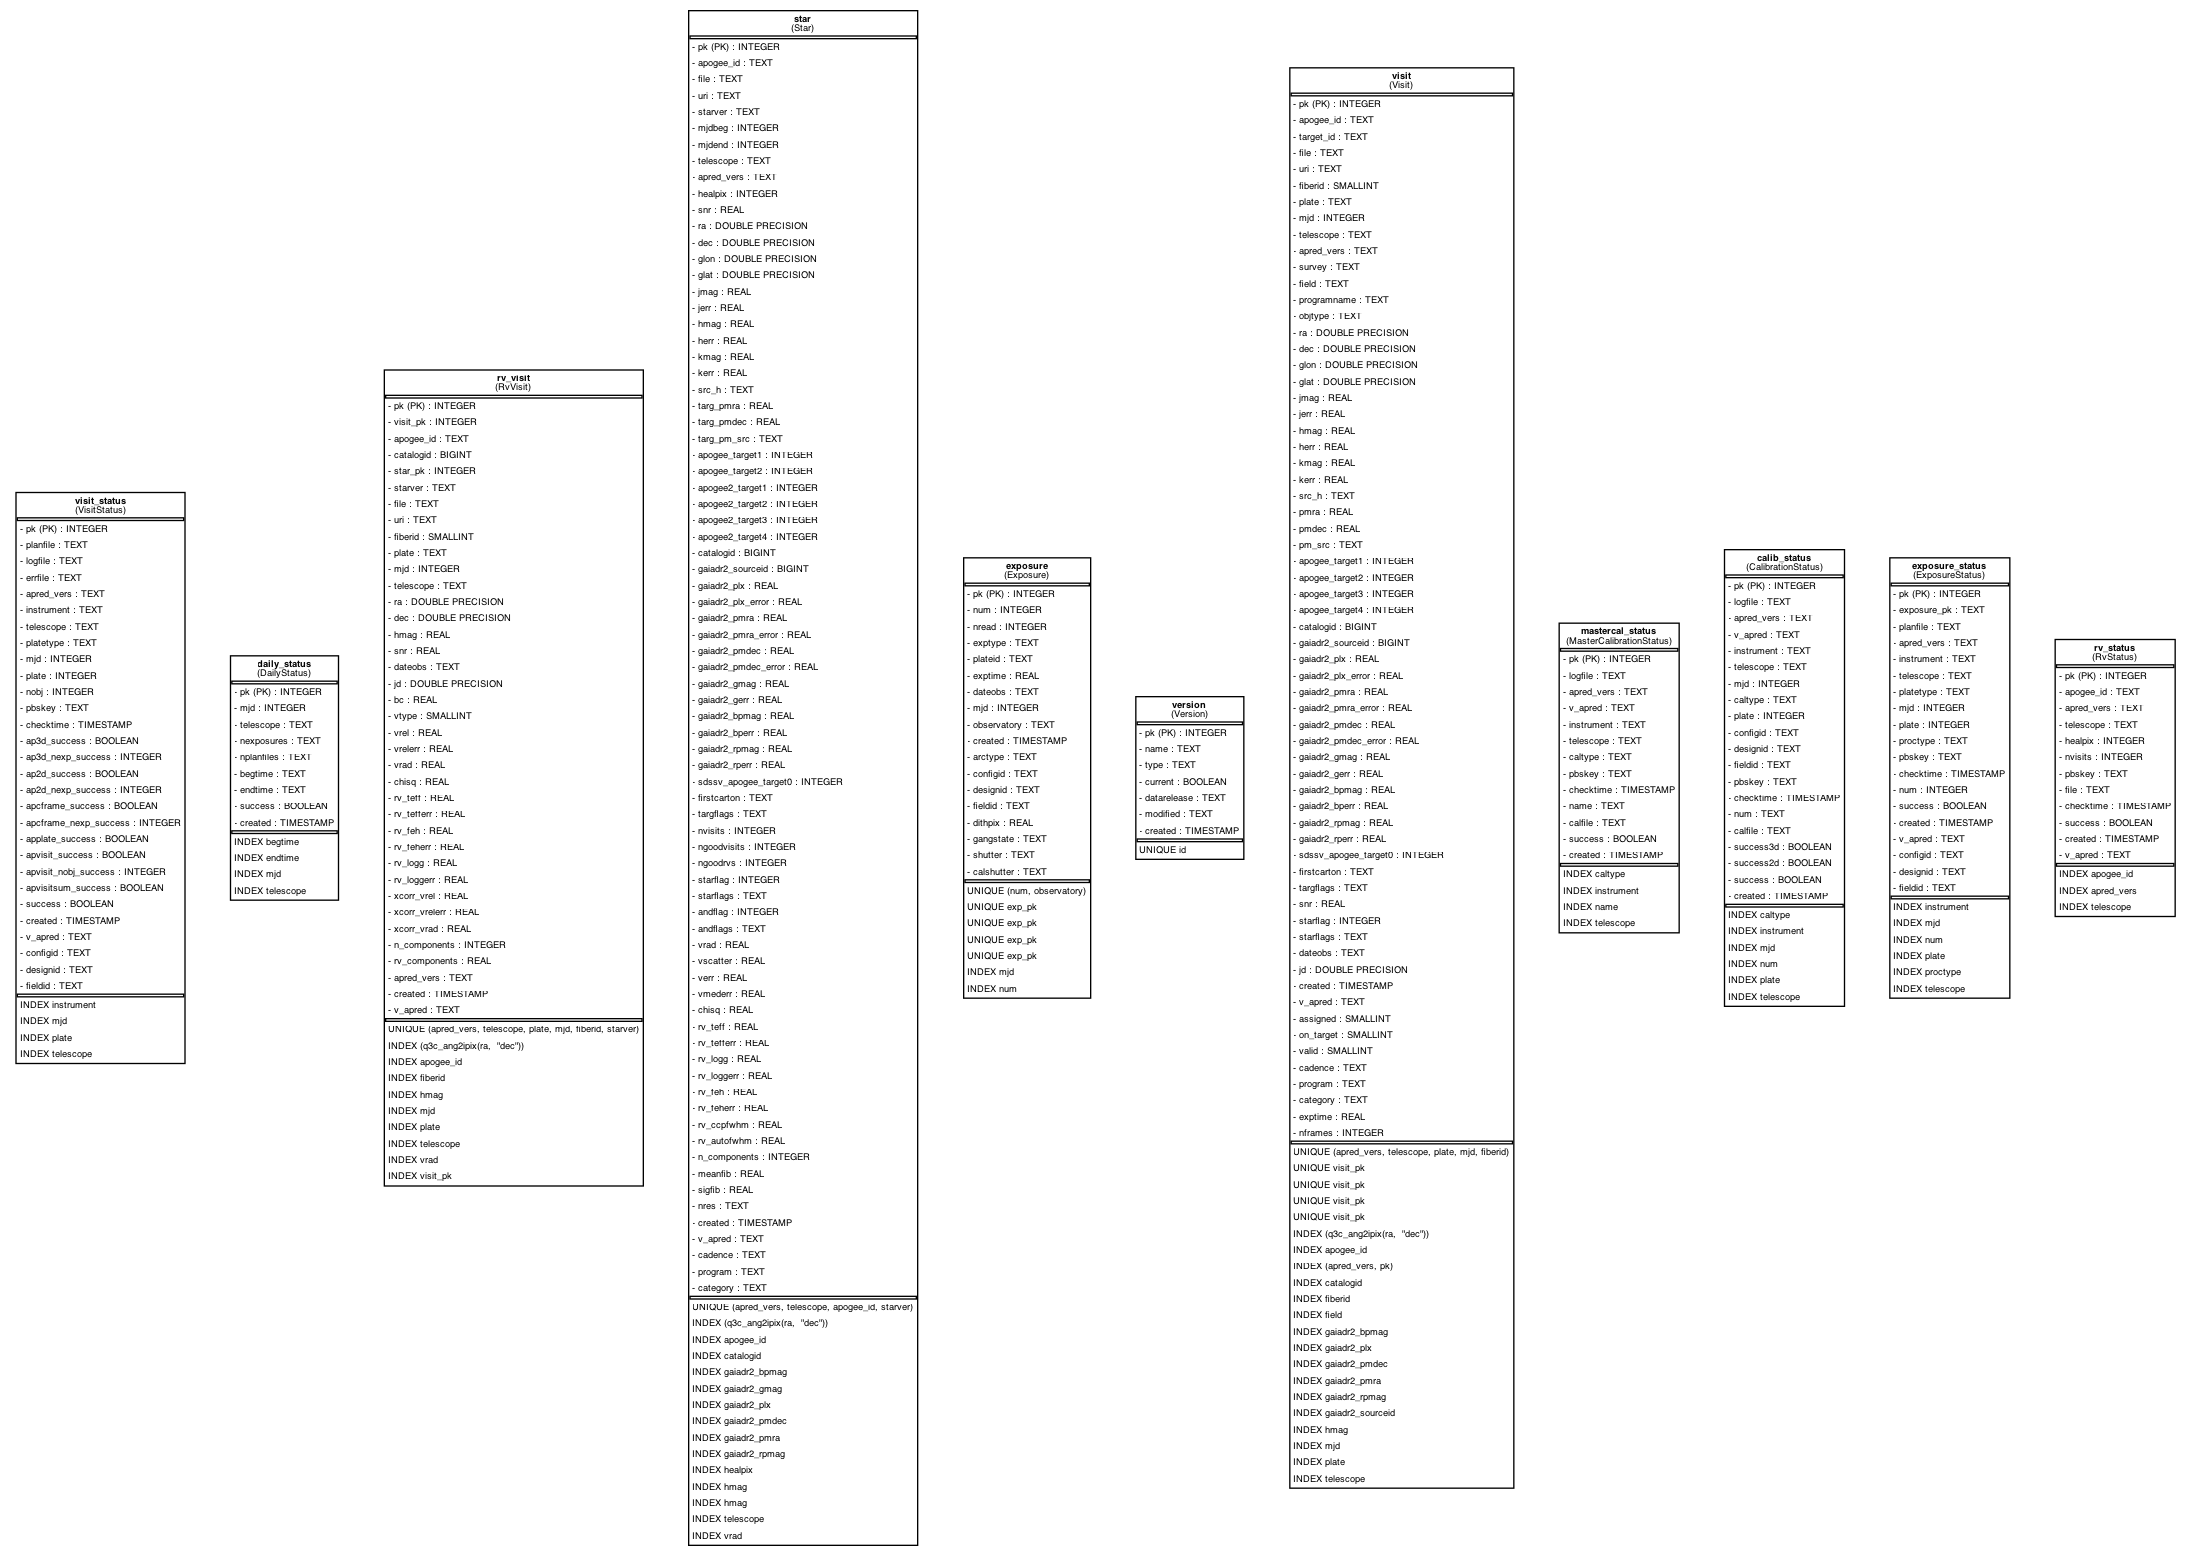 visit_status
(VisitStatus)
- pk (PK) : INTEGER
- planfile : TEXT
- logfile : TEXT
- errfile : TEXT
- apred_vers : TEXT
- instrument : TEXT
- telescope : TEXT
- platetype : TEXT
- mjd : INTEGER
- plate : INTEGER
- nobj : INTEGER
- pbskey : TEXT
- checktime : TIMESTAMP
- ap3d_success : BOOLEAN
- ap3d_nexp_success : INTEGER
- ap2d_success : BOOLEAN
- ap2d_nexp_success : INTEGER
- apcframe_success : BOOLEAN
- apcframe_nexp_success : INTEGER
- applate_success : BOOLEAN
- apvisit_success : BOOLEAN
- apvisit_nobj_success : INTEGER
- apvisitsum_success : BOOLEAN
- success : BOOLEAN
- created : TIMESTAMP
- v_apred : TEXT
- configid : TEXT
- designid : TEXT
- fieldid : TEXT
INDEX instrument
INDEX mjd
INDEX plate
INDEX telescope
daily_status
(DailyStatus)
- pk (PK) : INTEGER
- mjd : INTEGER
- telescope : TEXT
- nexposures : TEXT
- nplanfiles : TEXT
- begtime : TEXT
- endtime : TEXT
- success : BOOLEAN
- created : TIMESTAMP
INDEX begtime
INDEX endtime
INDEX mjd
INDEX telescope
rv_visit
(RvVisit)
- pk (PK) : INTEGER
- visit_pk : INTEGER
- apogee_id : TEXT
- catalogid : BIGINT
- star_pk : INTEGER
- starver : TEXT
- file : TEXT
- uri : TEXT
- fiberid : SMALLINT
- plate : TEXT
- mjd : INTEGER
- telescope : TEXT
- ra : DOUBLE PRECISION
- dec : DOUBLE PRECISION
- hmag : REAL
- snr : REAL
- dateobs : TEXT
- jd : DOUBLE PRECISION
- bc : REAL
- vtype : SMALLINT
- vrel : REAL
- vrelerr : REAL
- vrad : REAL
- chisq : REAL
- rv_teff : REAL
- rv_tefferr : REAL
- rv_feh : REAL
- rv_feherr : REAL
- rv_logg : REAL
- rv_loggerr : REAL
- xcorr_vrel : REAL
- xcorr_vrelerr : REAL
- xcorr_vrad : REAL
- n_components : INTEGER
- rv_components : REAL
- apred_vers : TEXT
- created : TIMESTAMP
- v_apred : TEXT
UNIQUE (apred_vers, telescope, plate, mjd, fiberid, starver)
INDEX (q3c_ang2ipix(ra, "dec"))
INDEX apogee_id
INDEX fiberid
INDEX hmag
INDEX mjd
INDEX plate
INDEX telescope
INDEX vrad
INDEX visit_pk
star
(Star)
- pk (PK) : INTEGER
- apogee_id : TEXT
- file : TEXT
- uri : TEXT
- starver : TEXT
- mjdbeg : INTEGER
- mjdend : INTEGER
- telescope : TEXT
- apred_vers : TEXT
- healpix : INTEGER
- snr : REAL
- ra : DOUBLE PRECISION
- dec : DOUBLE PRECISION
- glon : DOUBLE PRECISION
- glat : DOUBLE PRECISION
- jmag : REAL
- jerr : REAL
- hmag : REAL
- herr : REAL
- kmag : REAL
- kerr : REAL
- src_h : TEXT
- targ_pmra : REAL
- targ_pmdec : REAL
- targ_pm_src : TEXT
- apogee_target1 : INTEGER
- apogee_target2 : INTEGER
- apogee2_target1 : INTEGER
- apogee2_target2 : INTEGER
- apogee2_target3 : INTEGER
- apogee2_target4 : INTEGER
- catalogid : BIGINT
- gaiadr2_sourceid : BIGINT
- gaiadr2_plx : REAL
- gaiadr2_plx_error : REAL
- gaiadr2_pmra : REAL
- gaiadr2_pmra_error : REAL
- gaiadr2_pmdec : REAL
- gaiadr2_pmdec_error : REAL
- gaiadr2_gmag : REAL
- gaiadr2_gerr : REAL
- gaiadr2_bpmag : REAL
- gaiadr2_bperr : REAL
- gaiadr2_rpmag : REAL
- gaiadr2_rperr : REAL
- sdssv_apogee_target0 : INTEGER
- firstcarton : TEXT
- targflags : TEXT
- nvisits : INTEGER
- ngoodvisits : INTEGER
- ngoodrvs : INTEGER
- starflag : INTEGER
- starflags : TEXT
- andflag : INTEGER
- andflags : TEXT
- vrad : REAL
- vscatter : REAL
- verr : REAL
- vmederr : REAL
- chisq : REAL
- rv_teff : REAL
- rv_tefferr : REAL
- rv_logg : REAL
- rv_loggerr : REAL
- rv_feh : REAL
- rv_feherr : REAL
- rv_ccpfwhm : REAL
- rv_autofwhm : REAL
- n_components : INTEGER
- meanfib : REAL
- sigfib : REAL
- nres : TEXT
- created : TIMESTAMP
- v_apred : TEXT
- cadence : TEXT
- program : TEXT
- category : TEXT
UNIQUE (apred_vers, telescope, apogee_id, starver)
INDEX (q3c_ang2ipix(ra, "dec"))
INDEX apogee_id
INDEX catalogid
INDEX gaiadr2_bpmag
INDEX gaiadr2_gmag
INDEX gaiadr2_plx
INDEX gaiadr2_pmdec
INDEX gaiadr2_pmra
INDEX gaiadr2_rpmag
INDEX healpix
INDEX hmag
INDEX hmag
INDEX telescope
INDEX vrad
exposure
(Exposure)
- pk (PK) : INTEGER
- num : INTEGER
- nread : INTEGER
- exptype : TEXT
- plateid : TEXT
- exptime : REAL
- dateobs : TEXT
- mjd : INTEGER
- observatory : TEXT
- created : TIMESTAMP
- arctype : TEXT
- configid : TEXT
- designid : TEXT
- fieldid : TEXT
- dithpix : REAL
- gangstate : TEXT
- shutter : TEXT
- calshutter : TEXT
UNIQUE (num, observatory)
UNIQUE exp_pk
UNIQUE exp_pk
UNIQUE exp_pk
UNIQUE exp_pk
INDEX mjd
INDEX num
version
(Version)
- pk (PK) : INTEGER
- name : TEXT
- type : TEXT
- current : BOOLEAN
- datarelease : TEXT
- modified : TEXT
- created : TIMESTAMP
UNIQUE id
visit
(Visit)
- pk (PK) : INTEGER
- apogee_id : TEXT
- target_id : TEXT
- file : TEXT
- uri : TEXT
- fiberid : SMALLINT
- plate : TEXT
- mjd : INTEGER
- telescope : TEXT
- apred_vers : TEXT
- survey : TEXT
- field : TEXT
- programname : TEXT
- objtype : TEXT
- ra : DOUBLE PRECISION
- dec : DOUBLE PRECISION
- glon : DOUBLE PRECISION
- glat : DOUBLE PRECISION
- jmag : REAL
- jerr : REAL
- hmag : REAL
- herr : REAL
- kmag : REAL
- kerr : REAL
- src_h : TEXT
- pmra : REAL
- pmdec : REAL
- pm_src : TEXT
- apogee_target1 : INTEGER
- apogee_target2 : INTEGER
- apogee_target3 : INTEGER
- apogee_target4 : INTEGER
- catalogid : BIGINT
- gaiadr2_sourceid : BIGINT
- gaiadr2_plx : REAL
- gaiadr2_plx_error : REAL
- gaiadr2_pmra : REAL
- gaiadr2_pmra_error : REAL
- gaiadr2_pmdec : REAL
- gaiadr2_pmdec_error : REAL
- gaiadr2_gmag : REAL
- gaiadr2_gerr : REAL
- gaiadr2_bpmag : REAL
- gaiadr2_bperr : REAL
- gaiadr2_rpmag : REAL
- gaiadr2_rperr : REAL
- sdssv_apogee_target0 : INTEGER
- firstcarton : TEXT
- targflags : TEXT
- snr : REAL
- starflag : INTEGER
- starflags : TEXT
- dateobs : TEXT
- jd : DOUBLE PRECISION
- created : TIMESTAMP
- v_apred : TEXT
- assigned : SMALLINT
- on_target : SMALLINT
- valid : SMALLINT
- cadence : TEXT
- program : TEXT
- category : TEXT
- exptime : REAL
- nframes : INTEGER
UNIQUE (apred_vers, telescope, plate, mjd, fiberid)
UNIQUE visit_pk
UNIQUE visit_pk
UNIQUE visit_pk
UNIQUE visit_pk
INDEX (q3c_ang2ipix(ra, "dec"))
INDEX apogee_id
INDEX (apred_vers, pk)
INDEX catalogid
INDEX fiberid
INDEX field
INDEX gaiadr2_bpmag
INDEX gaiadr2_plx
INDEX gaiadr2_pmdec
INDEX gaiadr2_pmra
INDEX gaiadr2_rpmag
INDEX gaiadr2_sourceid
INDEX hmag
INDEX mjd
INDEX plate
INDEX telescope
mastercal_status
(MasterCalibrationStatus)
- pk (PK) : INTEGER
- logfile : TEXT
- apred_vers : TEXT
- v_apred : TEXT
- instrument : TEXT
- telescope : TEXT
- caltype : TEXT
- pbskey : TEXT
- checktime : TIMESTAMP
- name : TEXT
- calfile : TEXT
- success : BOOLEAN
- created : TIMESTAMP
INDEX caltype
INDEX instrument
INDEX name
INDEX telescope
calib_status
(CalibrationStatus)
- pk (PK) : INTEGER
- logfile : TEXT
- apred_vers : TEXT
- v_apred : TEXT
- instrument : TEXT
- telescope : TEXT
- mjd : INTEGER
- caltype : TEXT
- plate : INTEGER
- configid : TEXT
- designid : TEXT
- fieldid : TEXT
- pbskey : TEXT
- checktime : TIMESTAMP
- num : TEXT
- calfile : TEXT
- success3d : BOOLEAN
- success2d : BOOLEAN
- success : BOOLEAN
- created : TIMESTAMP
INDEX caltype
INDEX instrument
INDEX mjd
INDEX num
INDEX plate
INDEX telescope
exposure_status
(ExposureStatus)
- pk (PK) : INTEGER
- exposure_pk : TEXT
- planfile : TEXT
- apred_vers : TEXT
- instrument : TEXT
- telescope : TEXT
- platetype : TEXT
- mjd : INTEGER
- plate : INTEGER
- proctype : TEXT
- pbskey : TEXT
- checktime : TIMESTAMP
- num : INTEGER
- success : BOOLEAN
- created : TIMESTAMP
- v_apred : TEXT
- configid : TEXT
- designid : TEXT
- fieldid : TEXT
INDEX instrument
INDEX mjd
INDEX num
INDEX plate
INDEX proctype
INDEX telescope
rv_status
(RvStatus)
- pk (PK) : INTEGER
- apogee_id : TEXT
- apred_vers : TEXT
- telescope : TEXT
- healpix : INTEGER
- nvisits : INTEGER
- pbskey : TEXT
- file : TEXT
- checktime : TIMESTAMP
- success : BOOLEAN
- created : TIMESTAMP
- v_apred : TEXT
INDEX apogee_id
INDEX apred_vers
INDEX telescope